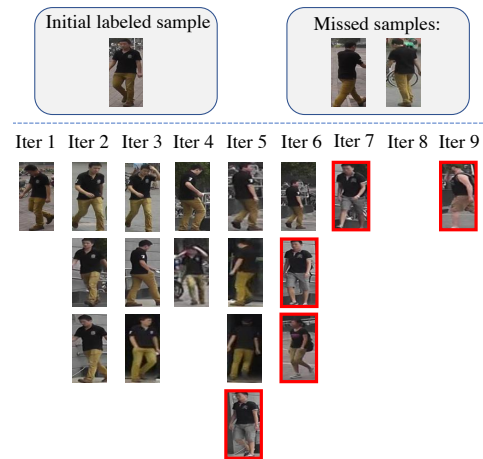 Initial labeled sample
Missed samples:
Iter 1 Iter 2 Iter 3 Iter 4 Iter 5 Iter 6 Iter 7 Iter 8 Iter 9